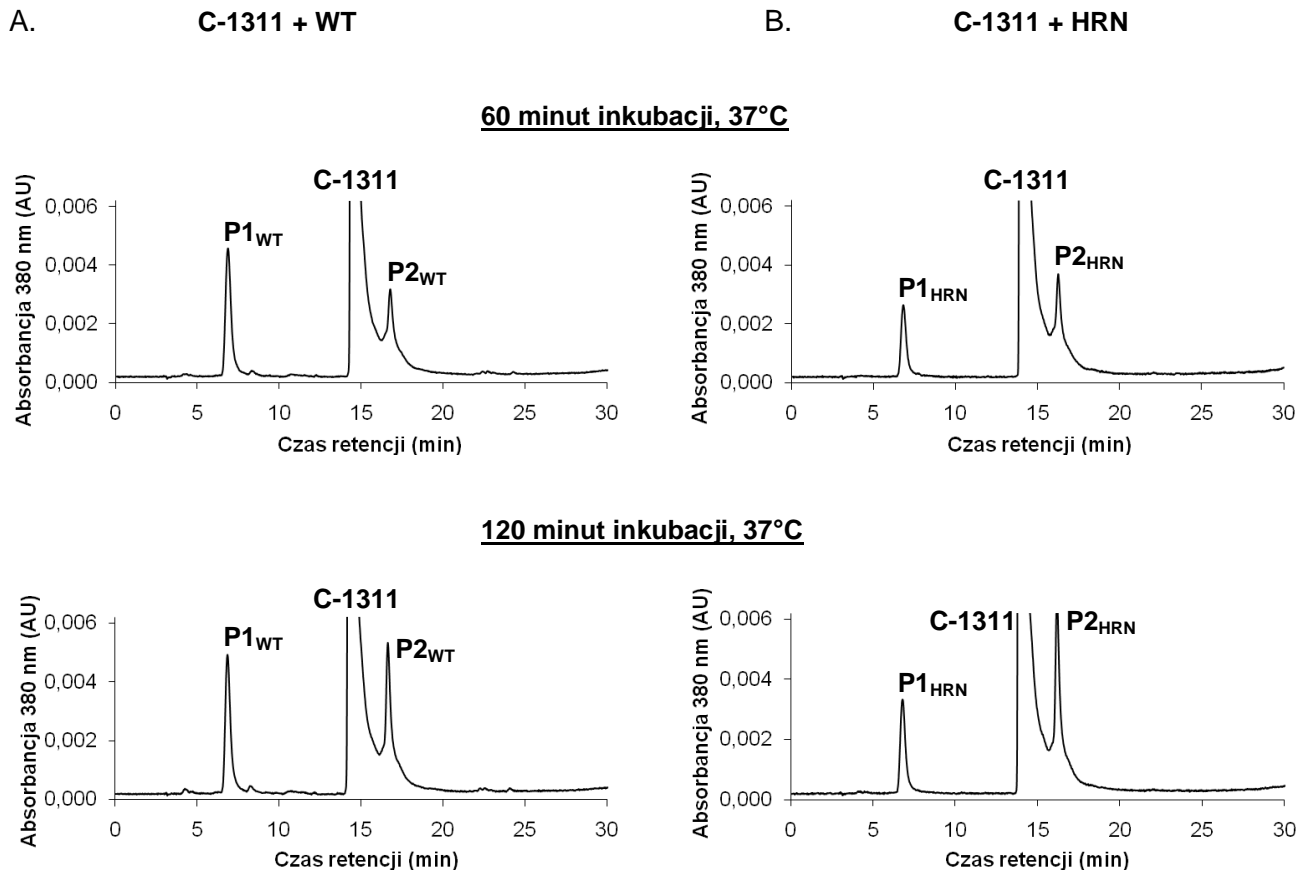 A. C-1311 + WT B. C-1311 + HRN
60 minut inkubacji, 37°C
C-1311
P1WT
P2WT
Absorbancja 380 nm (AU)
0,006
0,004
0,002
0,000
0 5 10 15 20 25 30
Czas retencji (min)
C-1311
P1HRN
P2HRN
Absorbancja 380 nm (AU)
0,006
0,004
0,002
0,000
0 5 10 15 20 25 30
Czas retencji (min)
120 minut inkubacji, 37°C
C-1311
P1WT
P2WT
Absorbancja 380 nm (AU)
0,006
0,004
0,002
0,000
0 5 10 15 20 25 30
Czas retencji (min)
C-1311
P2HRN
P1HRN
Absorbancja 380 nm (AU)
0,006
0,004
0,002
0,000
0 5 10 15 20 25 30
Czas retencji (min)